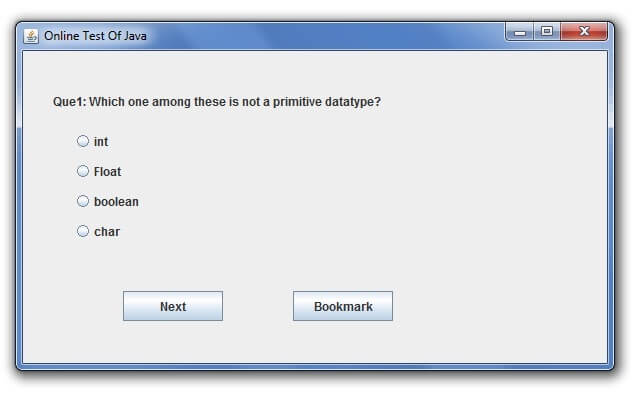 Online Test Of Java
Que1: Which one among these is not a primitive datatype?
int
Float
boolean
char
Next
Bookmark